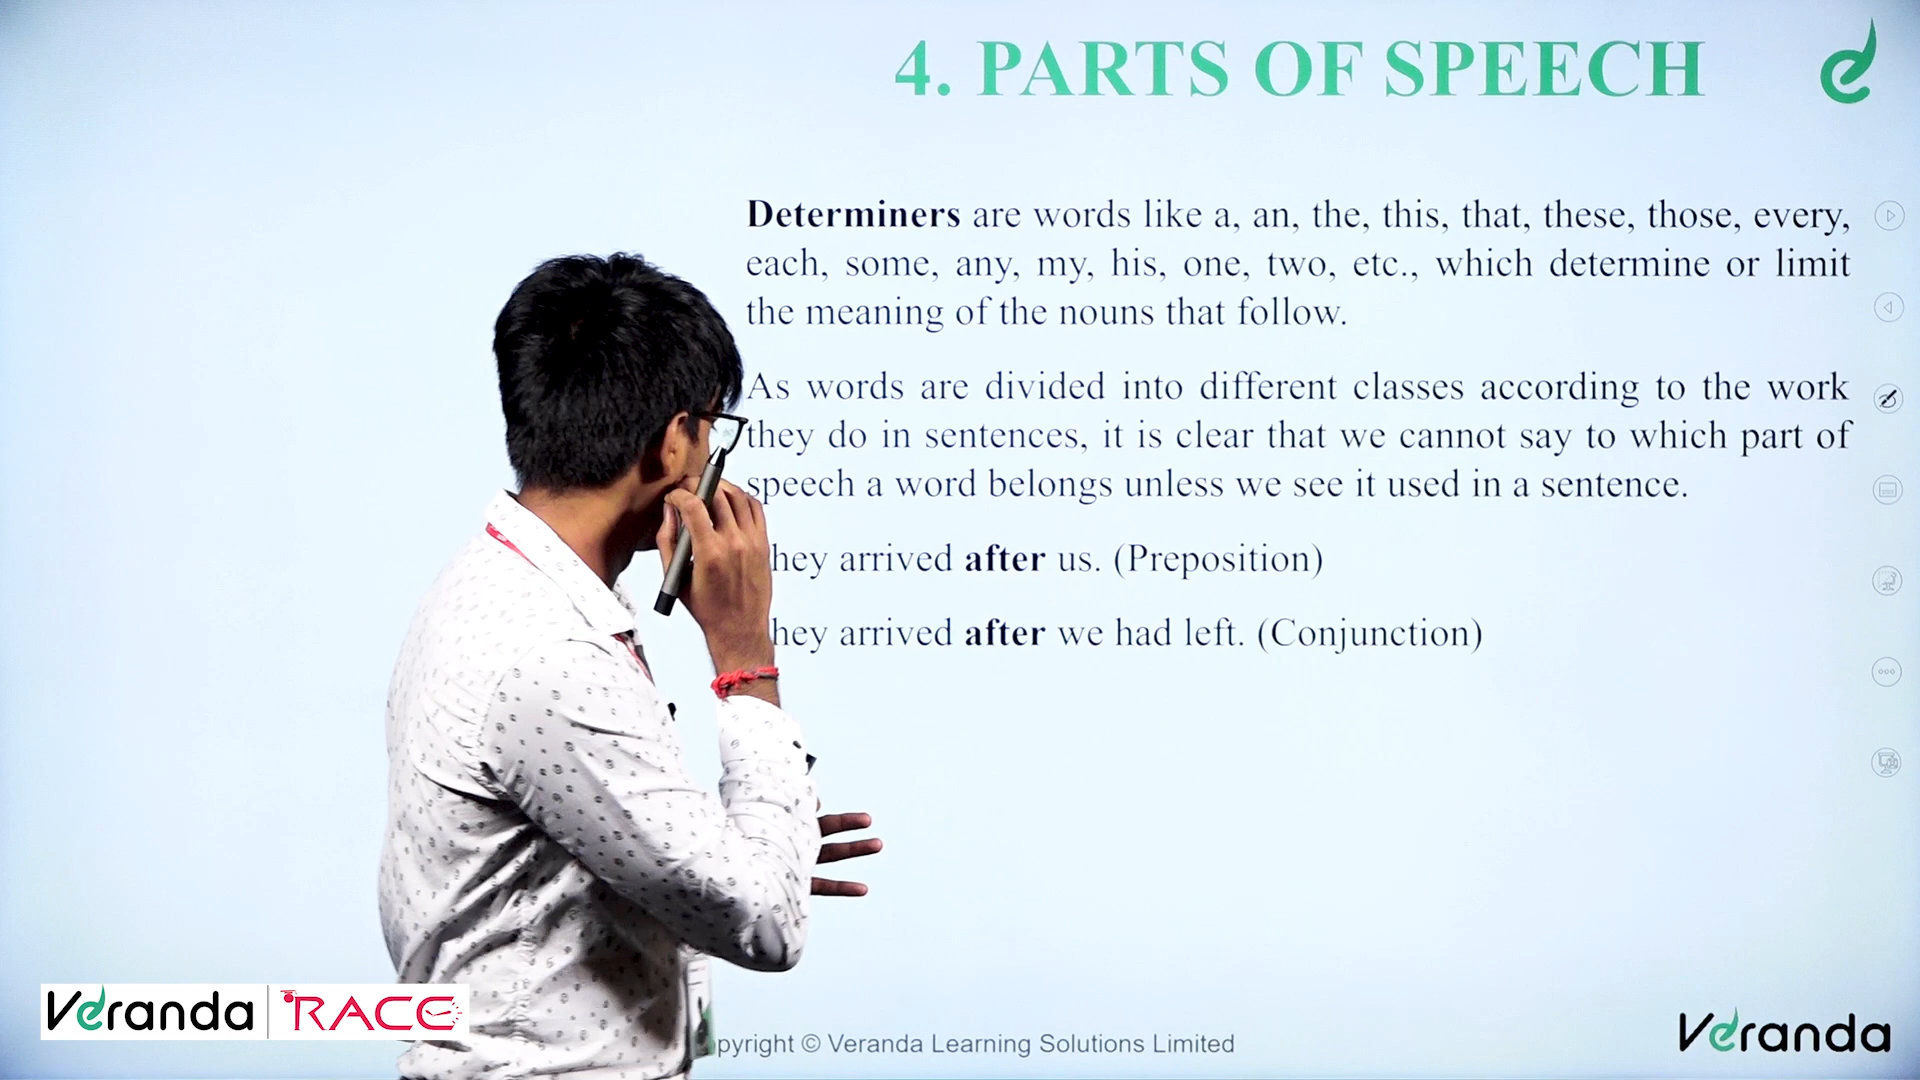 4. PARTS OF SPEECH
Determiners are words like a, an, the, this, that, these, those, every,
each, some, any, my, his, one, two, etc., which determine or limit
the meaning of the nouns that follow.
As words are divided into different classes according to the work
they do in sentences, it is clear that we cannot say to which part of
speech a word belongs unless we see it used in a sentence.
hey arrived after us. (Preposition)
hey arrived after we had left. (Conjunction)
Veranda RACE
pyright © Veranda Learning Solutions Limited
Veranda